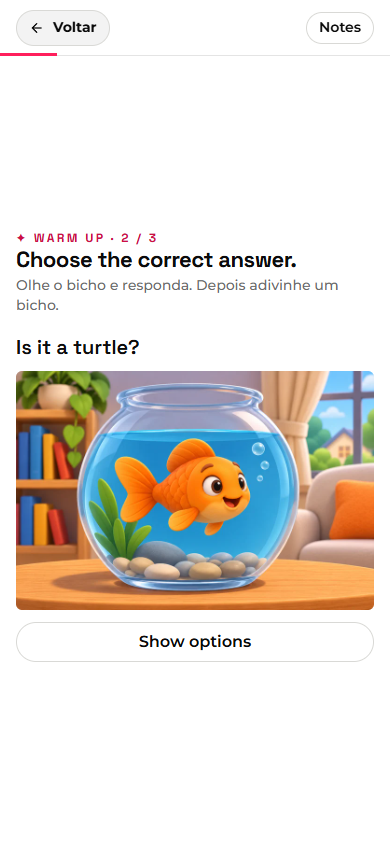 ← Voltar
Notes
✦ WARM UP · 2 / 3
Choose the correct answer.
Olhe o bicho e responda. Depois adivinhe um
bicho.
Is it a turtle?
Show options